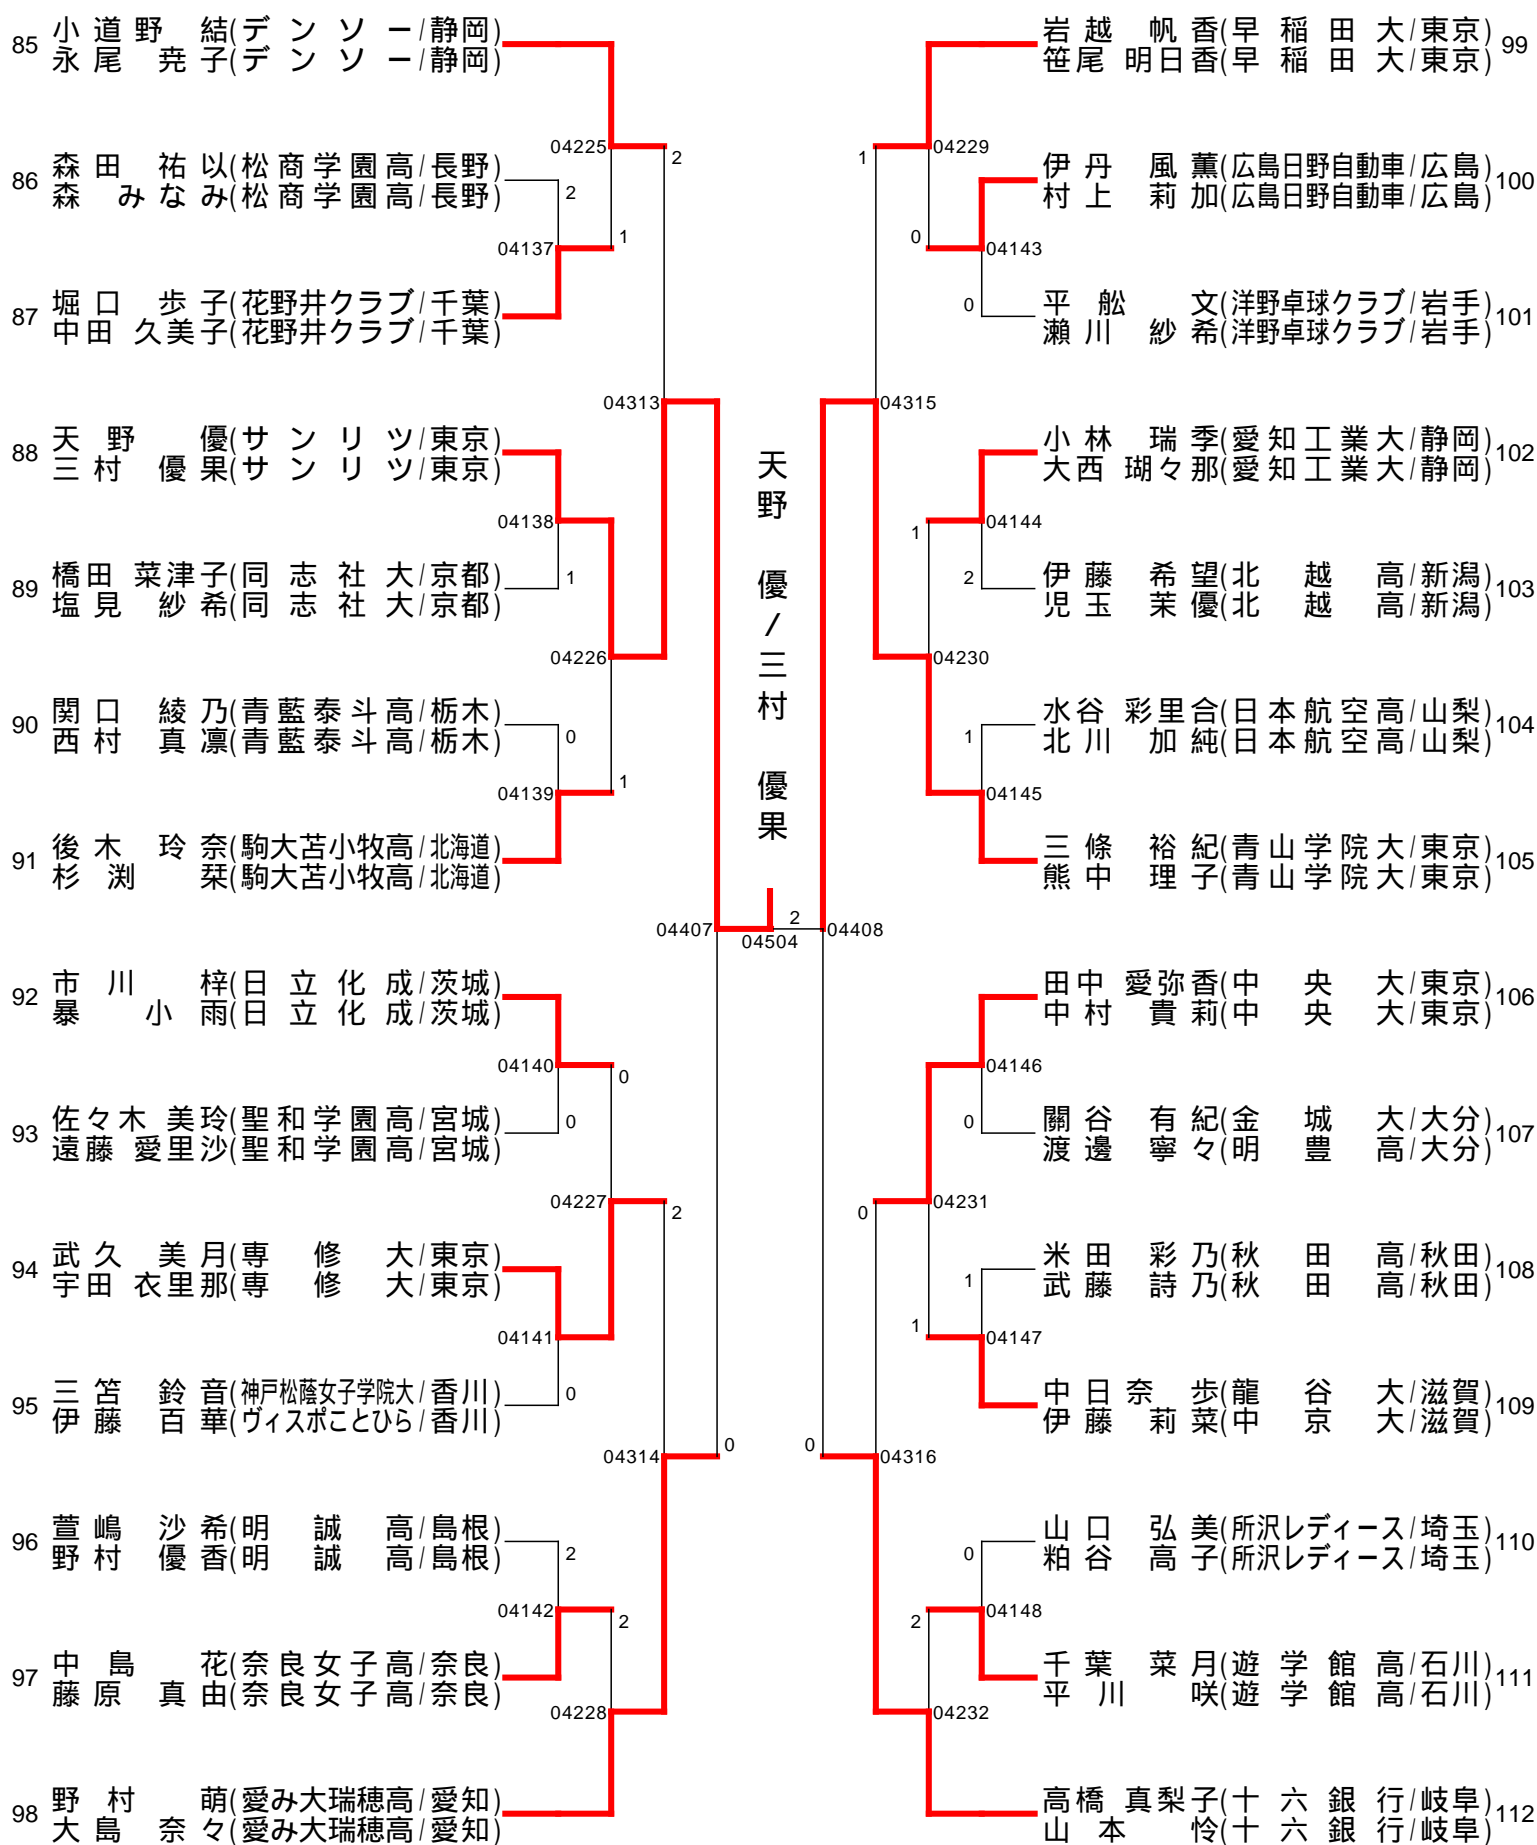 85 小道野 結(デンソー/静岡)
永尾 尭子(デンソー/静岡)
86 森田 祐以(松商学園高/長野)
森 みなみ(松商学園高/長野)
87 堀口 歩子(花野井クラブ/千葉)
中田 久美子(花野井クラブ/千葉)
88 天野 優(サンリツ/東京)
三村 優果(サンリツ/東京)
89 橋田 菜津子(同志社大/京都)
塩見 紗希(同志社大/京都)
90 関口 綾乃(青藍泰斗高/栃木)
西村 真凛(青藍泰斗高/栃木)
91 後木 玲奈(駒大苫小牧高/北海道)
杉渕 栞(駒大苫小牧高/北海道)
92 市川 梓(日立化成/茨城)
暴 小雨(日立化成/茨城)
93 佐々木 美玲(聖和学園高/宮城)
遠藤 愛里沙(聖和学園高/宮城)
94 武久 美月(専修大/東京)
宇田 衣里那(専修大/東京)
95 三笘 鈴音(神戸松蔭女子学院大/香川)
伊藤 百華(ヴィスポことひら/香川)
96 萱嶋 沙希(明誠高/島根)
野村 優香(明誠高/島根)
97 中島 花(奈良女子高/奈良)
藤原 真由(奈良女子高/奈良)
98 野村 萌(愛み大瑞穂高/愛知)
大島 奈々(愛み大瑞穂高/愛知)
04225 2
2
04137 1
04313
04138
1
04226
0
04139 1
04407
04140 0
0
04227 2
04141
0
04314 0
2
04142 2
04228
天野 優/三村 優果
2
04504
1 04229
0 04143
0
04315
1 04144
2
04230
1
04145
04408
04146
0
0 04231
1
1 04147
0 04316
0
2 04148
04232
岩越 帆香(早稲田大/東京) 99
笹尾 明日香(早稲田大/東京)
伊丹 風薫(広島日野自動車/広島) 100
村上 莉加(広島日野自動車/広島)
平舩 文(洋野卓球クラブ/岩手) 101
瀬川 紗希(洋野卓球クラブ/岩手)
小林 瑞季(愛知工業大/静岡) 102
大西 瑚々那(愛知工業大/静岡)
伊藤 希望(北越高/新潟) 103
児玉 茉優(北越高/新潟)
水谷 彩里合(日本航空高/山梨) 104
北川 加純(日本航空高/山梨)
三條 裕紀(青山学院大/東京) 105
熊中 理子(青山学院大/東京)
田中 愛弥香(中央大/東京) 106
中村 貴莉(中央大/東京)
關谷 有紀(金城大/大分) 107
渡邊 寧々(明豊高/大分)
米田 彩乃(秋田高/秋田) 108
武藤 詩乃(秋田高/秋田)
中日奈 歩(龍谷大/滋賀) 109
伊藤 莉菜(中京大/滋賀)
山口 弘美(所沢レディース/埼玉) 110
粕谷 高子(所沢レディース/埼玉)
千葉 菜月(遊学館高/石川) 111
平川 咲(遊学館高/石川)
高橋 真梨子(十六銀行/岐阜) 112
山本 怜(十六銀行/岐阜)